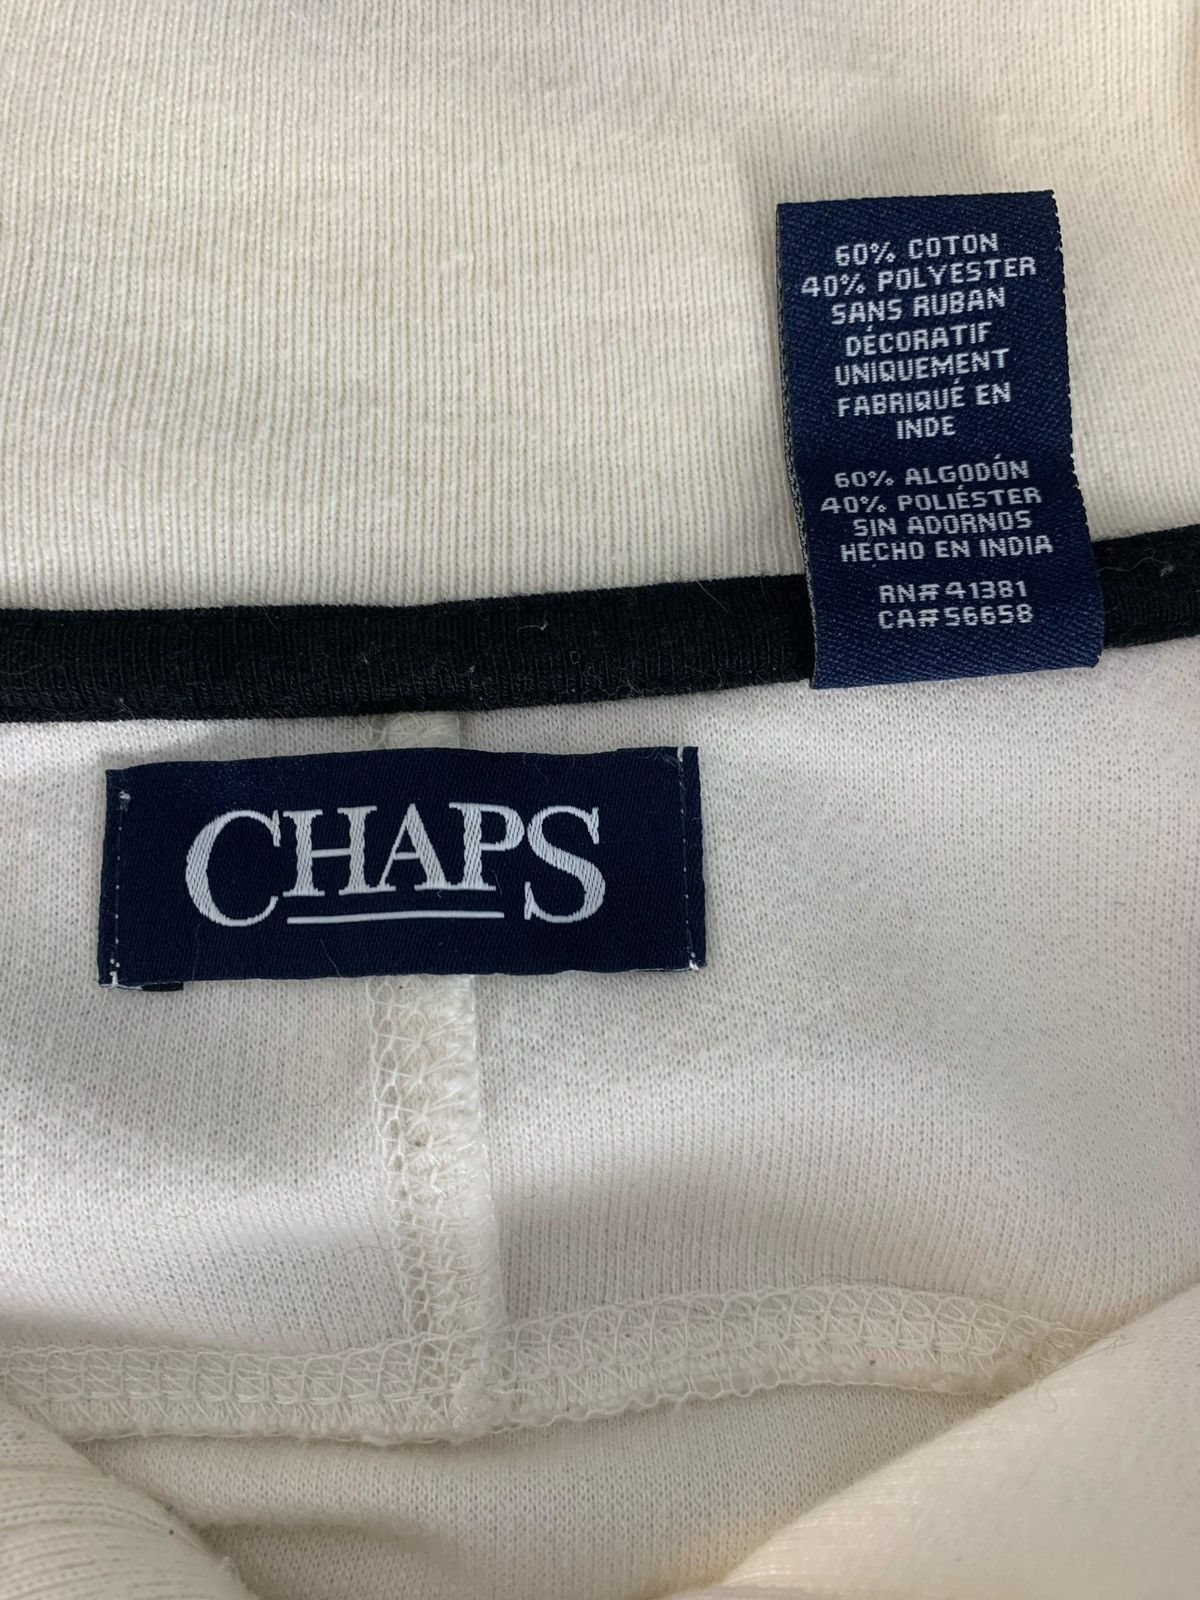 60% COTON
40% POLYESTER
SANS RUBAN
DÉCORATIF
UNIQUEMENT
FABRIQUÉ EN
INDE
60% ALGODÓN
40% POLIÉSTER
SIN ADORNOS
HECHO EN INDIA
RN#41381
CA#56658
CHAPS